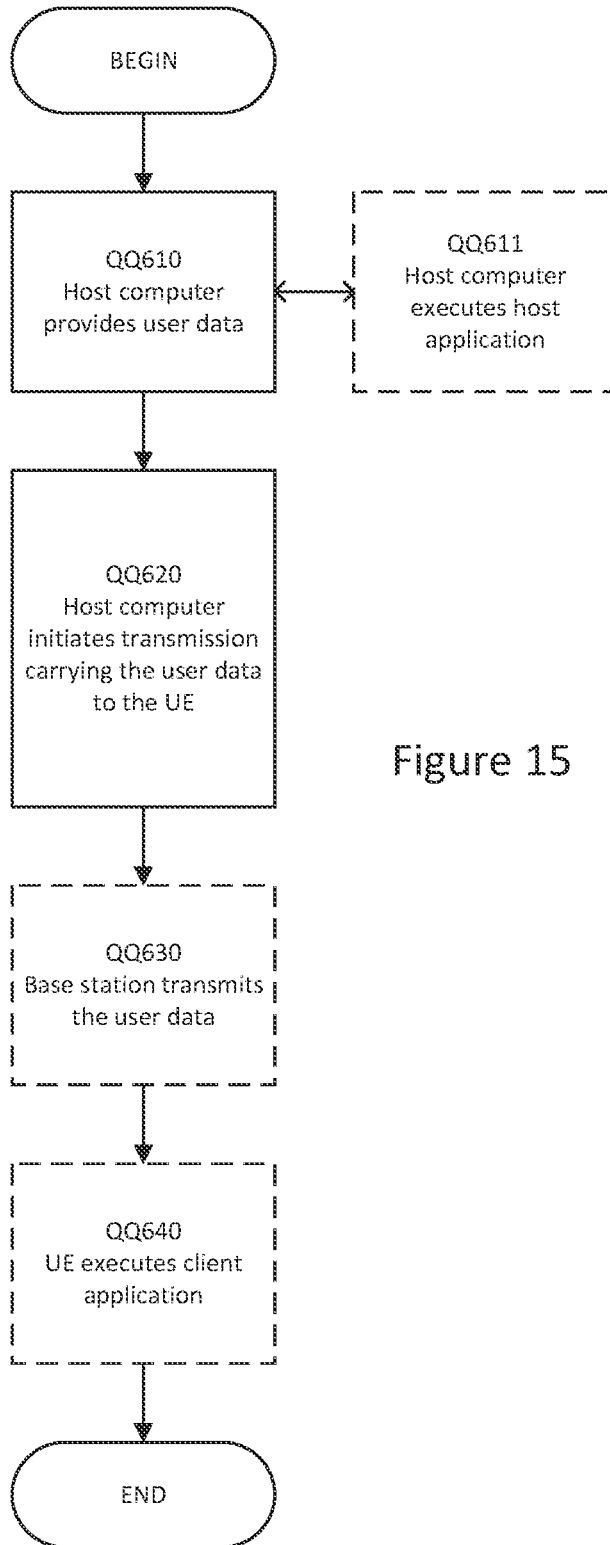 BEGIN
QQ610
Host computer
provides user data
QQ611
Host computer
executes host
application
QQ620
Host computer
initiates transmission
carrying the user data
to the UE
Figure 15
QQ630
Base station transmits
the user data
QQ640
UE executes client
application
END